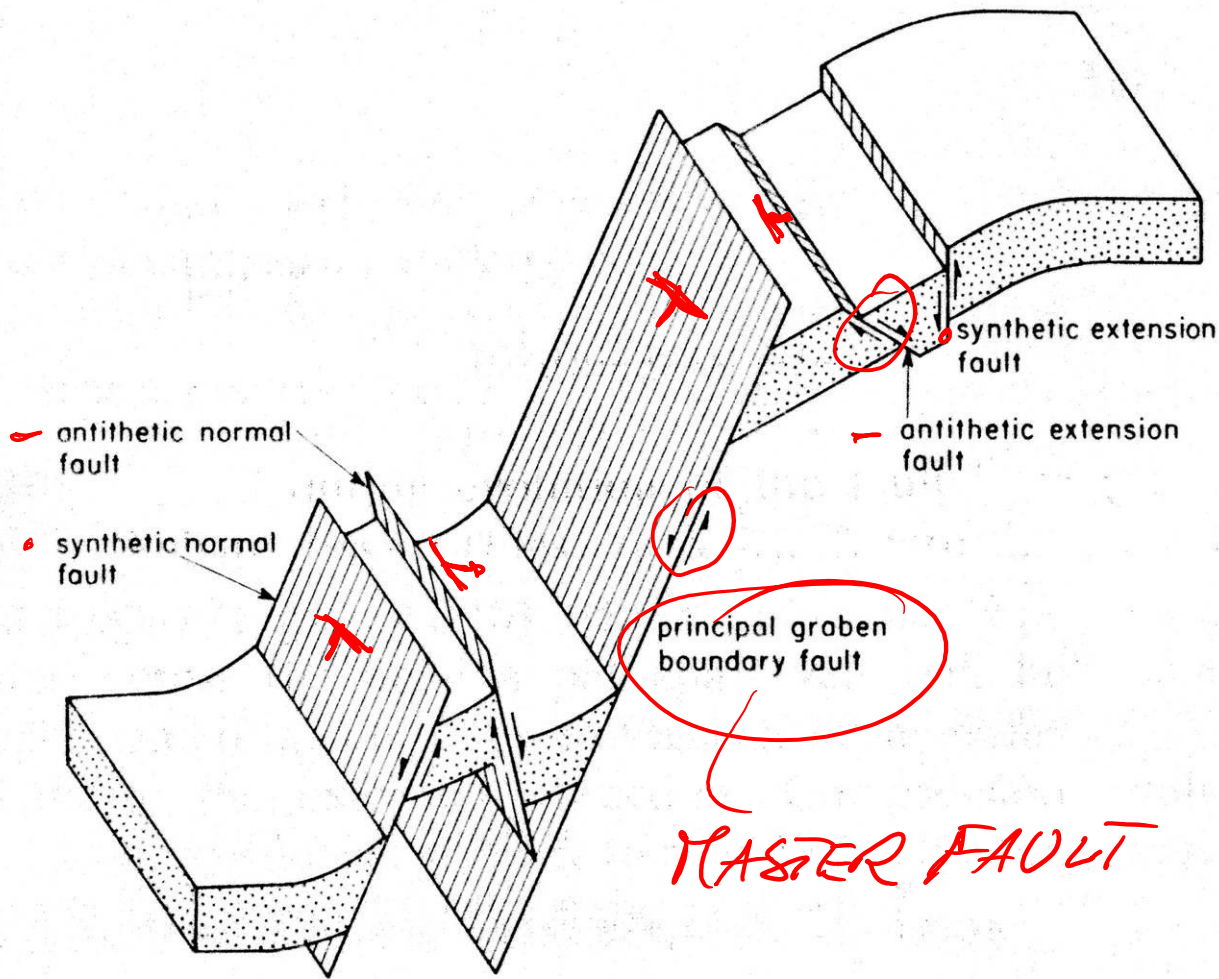 synthetic extension
fault
antithetic extension
fault
antithetic normal
fault
synthetic normal
fault
principal graben
boundary fault
MASTER FAULT